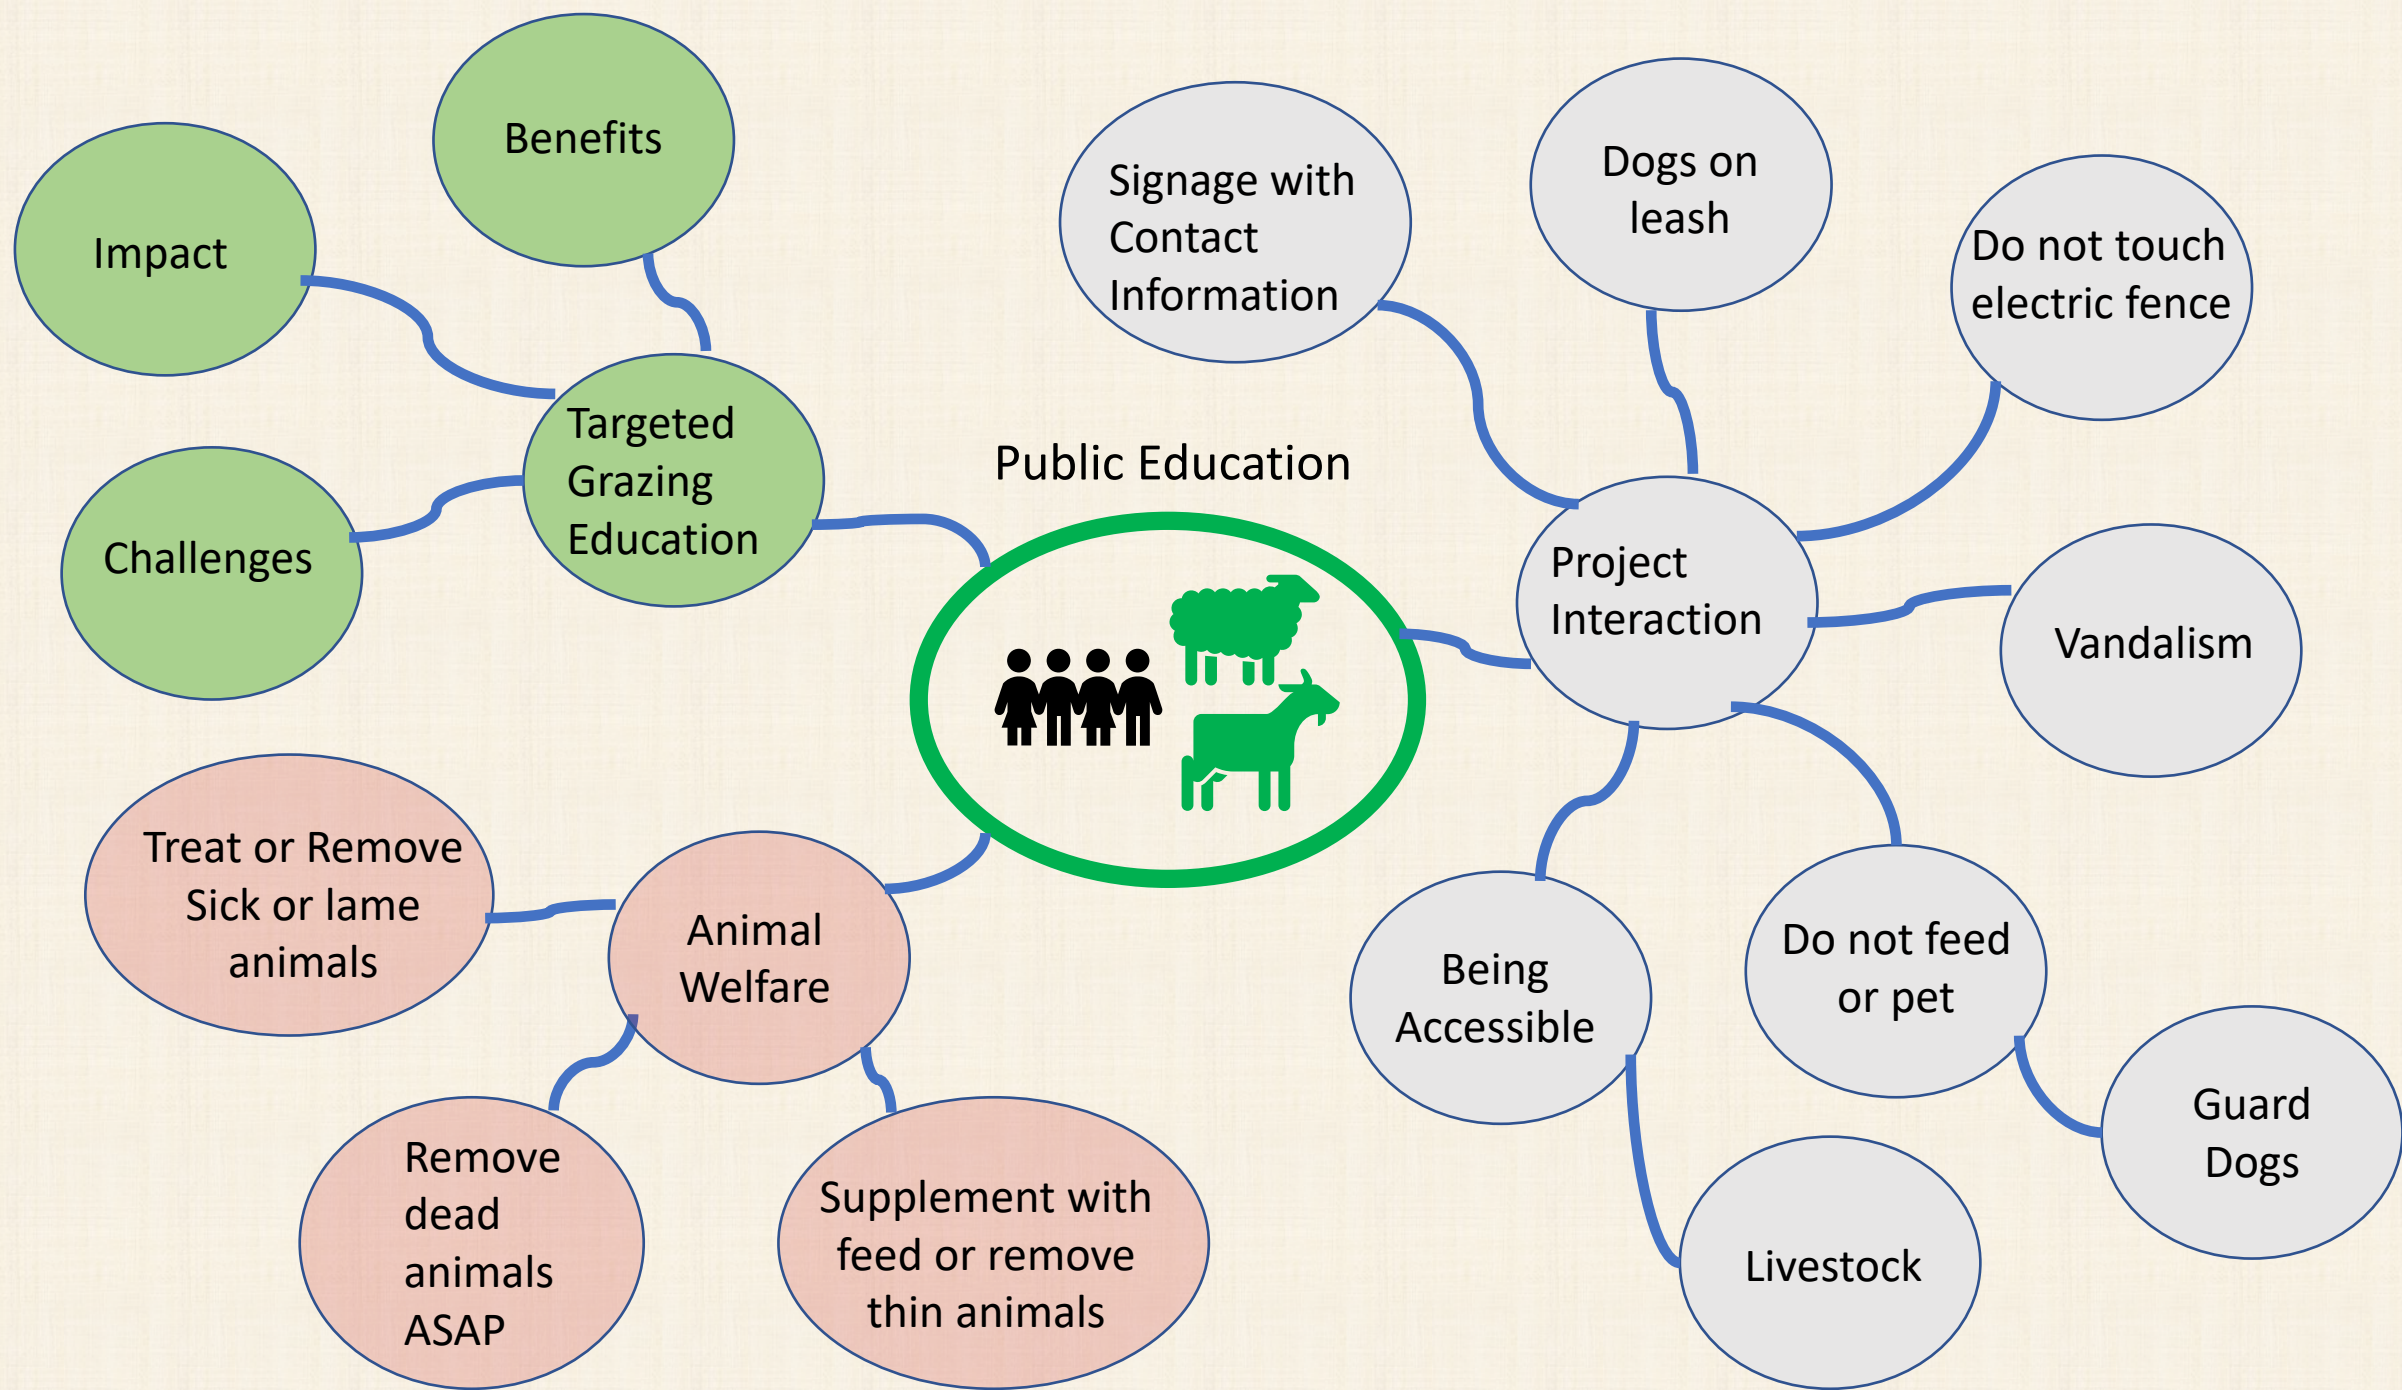 Benefits
Impact
Challenges
Targeted
Grazing
Education
Public Education
Signage with
Contact
Information
Dogs on
leash
Do not touch
electric fence
Project
Interaction
Vandalism
Treat or Remove
Sick or lame
animals
Animal
Welfare
Remove
dead
animals
ASAP
Supplement with
feed or remove
thin animals
Being
Accessible
Do not feed
or pet
Guard
Dogs
Livestock